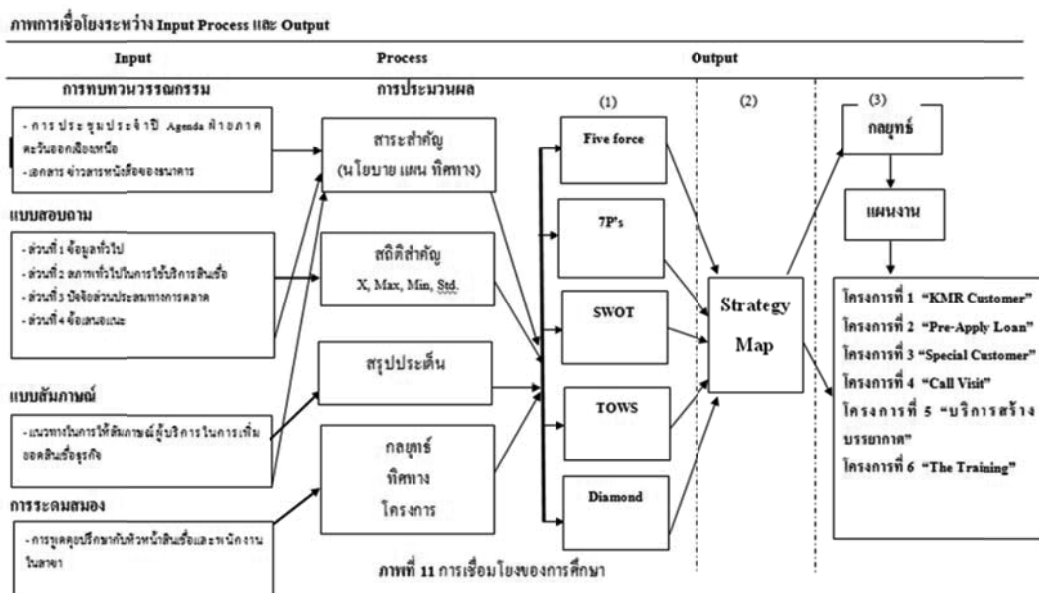 ภาพการเชื่อโยงระหว่าง Input Process และ Output
Input
Process
Output
การทบทวนวรรณกรรม
- การประชุมประจำปี Agenda ฝ่ายภาค
ตะวันออกเฉียงเหนือ
- เอกสาร ข่าวสารหนังสือของธนาคาร
แบบสอบถาม
- ส่วนที่ 1 ข้อมูลทั่วไป
- ส่วนที่ 2 สภาพทั่วไปในการใช้บริการสินเชื่อ
- ส่วนที่ 3 ปัจจัยส่วนประสมทางการตลาด
- ส่วนที่ 4 ข้อเสนอแนะ
แบบสัมภาษณ์
- แนวทางในการให้สัมภาษณ์ผู้บริการในการเพิ่ม
ยอดสินเชื่อธุรกิจ
การระดมสมอง
- การพูดคุยปรึกษากับหัวหน้าสินเชื่อและพนักงาน
ในสาขา
การประมวนผล
สาระสำคัญ
(นโยบาย แผน ทิศทาง)
สถิติสำคัญ
X, Max, Min, Std.
สรุปประเด็น
กลยุทธ์
ทิศทาง
โครงการ
(1)
Five force
7P's
SWOT
TOWS
Diamond
(2)
Strategy
Map
(3)
กลยุทธ์
แผนงาน
โครงการที่ 1 “KMR Customer”
โครงการที่ 2 “Pre-Apply Loan”
โครงการที่ 3 “Special Customer”
โครงการที่ 4 “Call Visit”
โครงการที่ 5 “บริการสร้าง
บรรยากาศ”
โครงการที่ 6 “The Training”
ภาพที่ 11 การเชื่อมโยงของการศึกษา